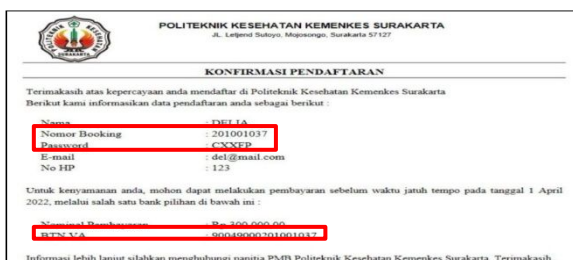 POLITEKNIK KESEHATAN KEMENKES SURAKARTA
JL. Letjend Sutoyo, Mojosongo, Surakarta 57127
KONFIRMASI PENDAFTARAN
Terimakasih atas kepercayaan anda mendaftar di Politeknik Kesehatan Kemenkes Surakarta
Berikut kami informasikan data pendaftaran anda sebagai berikut :
Nama : DELIA
Nomor Booking : 201001037
Password : CXXFP
E-mail : del@mail.com
No HP : 123
Untuk kenyamanan anda, mohon dapat melakukan pembayaran sebelum waktu jatuh tempo pada tanggal 1 April
2022, melalui salah satu bank pilihan di bawah ini :
Nominal Pembayaran : Rp 300.000,00
BTN VA : 90049000201001037
Informasi lebih lanjut silahkan menghubungi panitia PMB Politeknik Kesehatan Kemenkes Surakarta. Terimakasih